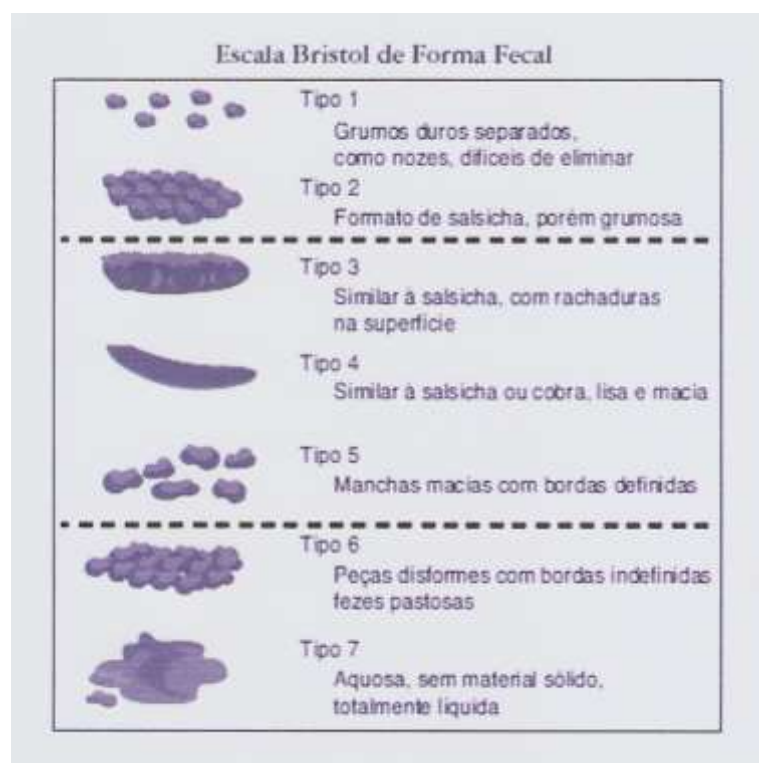 Escala Bristol de Forma Fecal
Tipo 1
Grumos duros separados,
como nozes, difíceis de eliminar
Tipo 2
Formato de salsicha, porém grumosa
Tipo 3
Similar à salsicha, com rachaduras
na superfície
Tipo 4
Similar à salsicha ou cobra, lisa e macia
Tipo 5
Manchas macias com bordas definidas
Tipo 6
Peças disformes com bordas indefinidas
fezes pastosas
Tipo 7
Aquosa, sem material sólido,
totalmente líquida